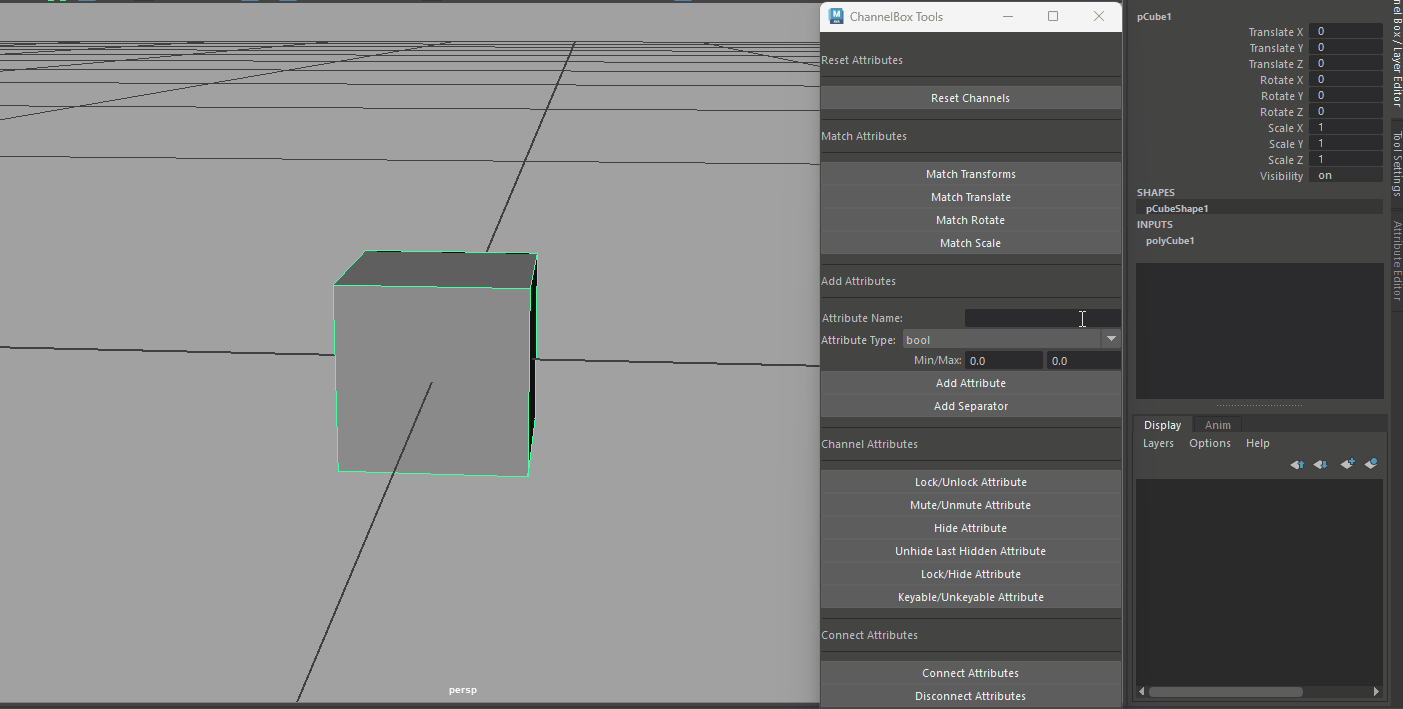 ChannelBox Tools
Reset Attributes
Reset Channels
Match Attributes
Match Transforms
Match Translate
Match Rotate
Match Scale
Add Attributes
Attribute Name:
Attribute Type: bool
Min/Max: 0.0 0.0
Add Attribute
Add Separator
Channel Attributes
Lock/Unlock Attribute
Mute/Unmute Attribute
Hide Attribute
Unhide Last Hidden Attribute
Lock/Hide Attribute
Keyable/Unkeyable Attribute
Connect Attributes
Connect Attributes
Disconnect Attributes
persp
pCube1
Translate X 0
Translate Y 0
Translate Z 0
Rotate X 0
Rotate Y 0
Rotate Z 0
Scale X 1
Scale Y 1
Scale Z 1
Visibility on
SHAPES
pCubeShape1
INPUTS
polyCube1
Display Anim
Layers Options Help
Box / Layer Editor
Tool Settings
Attribute Editor